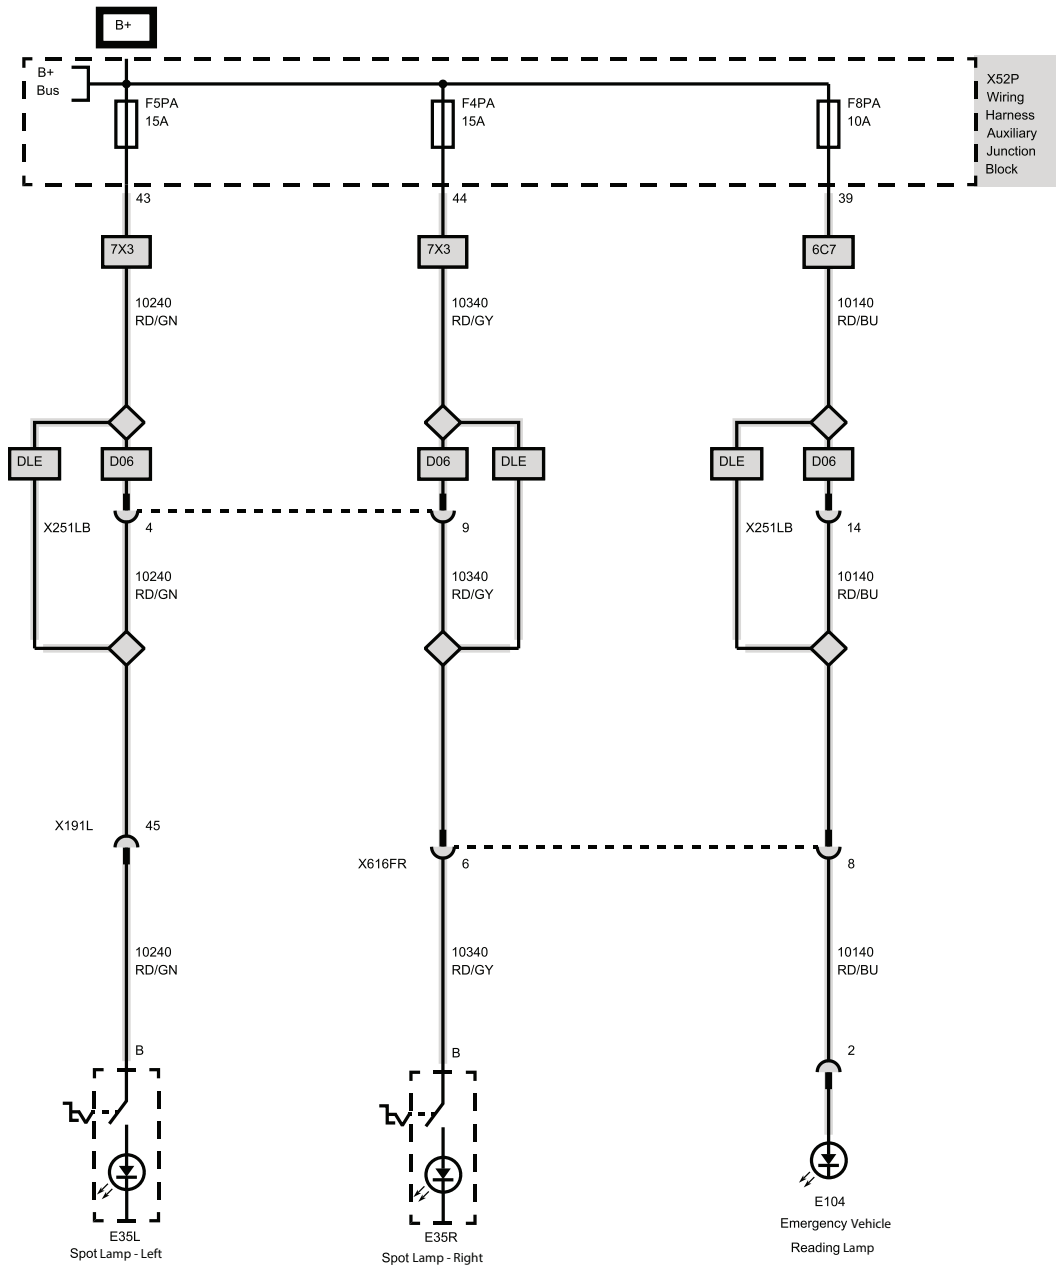 B+
B+
Bus
F5PA
15A
F4PA
15A
F8PA
10A
X52P
Wiring
Harness
Auxiliary
Junction
Block
43
44
39
7X3
7X3
6C7
10240
RD/GN
10340
RD/GY
10140
RD/BU
DLE
D06
D06
DLE
DLE
D06
X251LB
4
9
X251LB
14
10240
RD/GN
10340
RD/GY
10140
RD/BU
X191L
45
X616FR
6
8
10240
RD/GN
10340
RD/GY
10140
RD/BU
B
B
2
E35L
Spot Lamp - Left
E35R
Spot Lamp - Right
E104
Emergency Vehicle
Reading Lamp